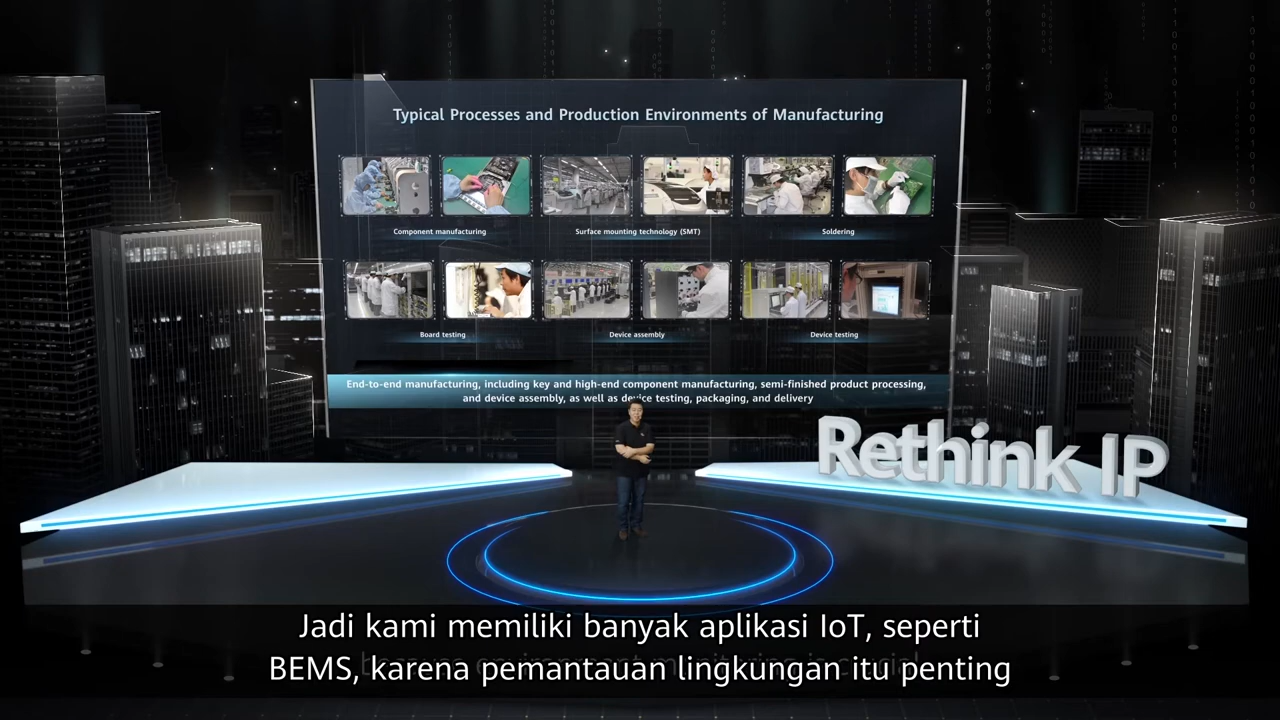 Typical Processes and Production Environments of Manufacturing
Component manufacturing
Surface mounting technology (SMT)
Soldering
Board testing
Device assembly
Device testing
End-to-end manufacturing, including key and high-end component manufacturing, semi-finished product processing,
and device assembly, as well as device testing, packaging, and delivery
Rethink IP
Jadi kami memiliki banyak aplikasi IoT, seperti
BEMS, karena pemantauan lingkungan itu penting